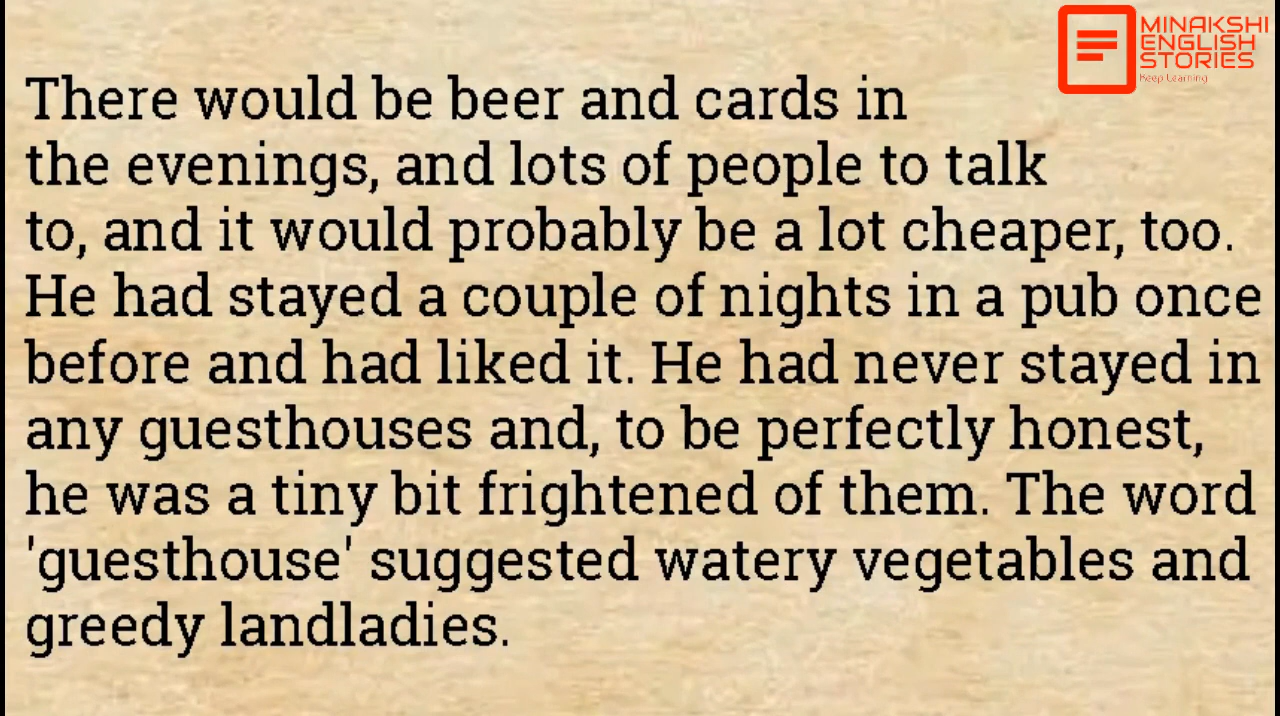 MINAKSHI
ENGLISH
STORIES
Keep Learning
There would be beer and cards in
the evenings, and lots of people to talk
to, and it would probably be a lot cheaper, too.
He had stayed a couple of nights in a pub once
before and had liked it. He had never stayed in
any guesthouses and, to be perfectly honest,
he was a tiny bit frightened of them. The word
'guesthouse' suggested watery vegetables and
greedy landladies.